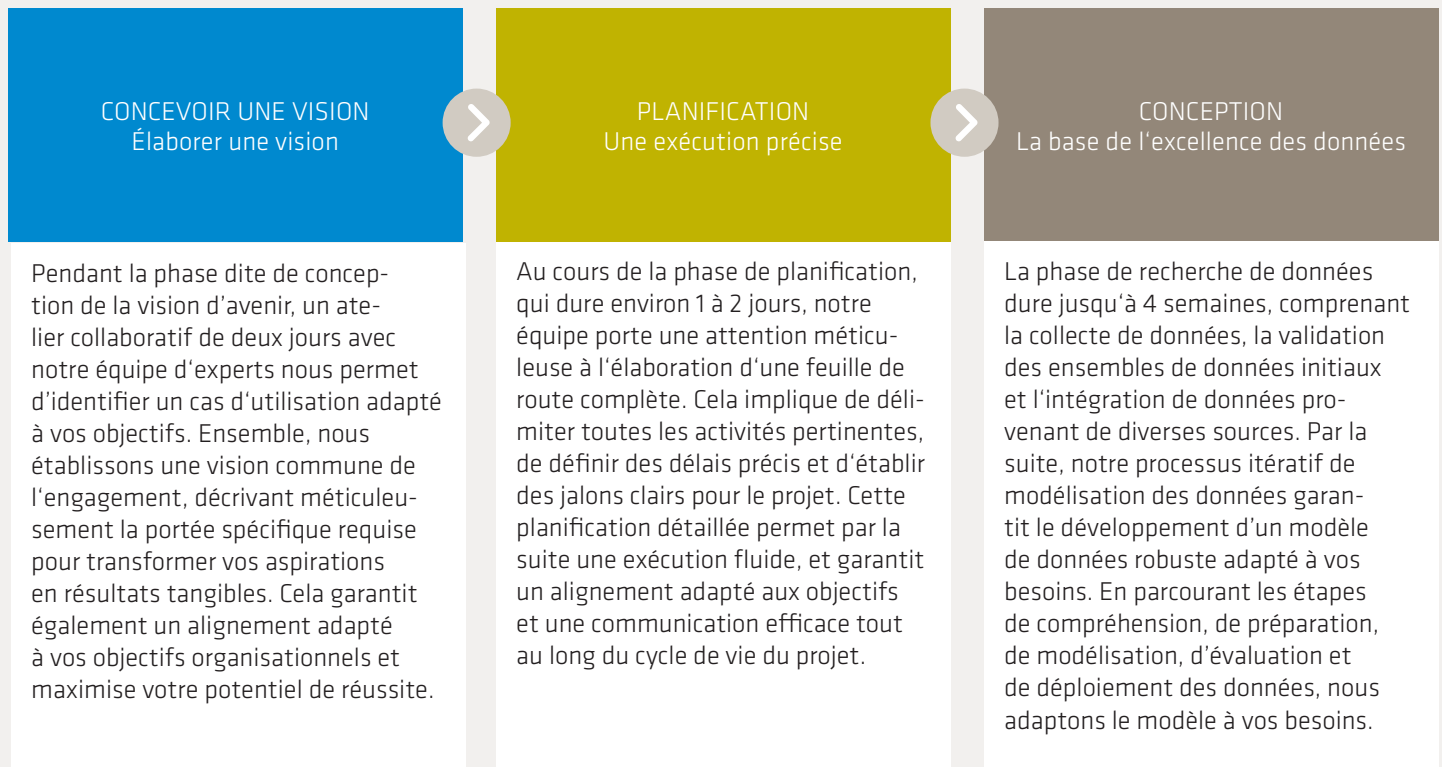 CONCEVOIR UNE VISION
Élaborer une vision
Pendant la phase dite de concep-
tion de la vision d’avenir, un ate-
lier collaboratif de deux jours avec
notre équipe d‘experts nous permet
d’identifier un cas d‘utilisation adapté
à vos objectifs. Ensemble, nous
établissons une vision commune de
l‘engagement, décrivant méticuleu-
sement la portée spécifique requise
pour transformer vos aspirations
en résultats tangibles. Cela garantit
également un alignement adapté
à vos objectifs organisationnels et
maximise votre potentiel de réussite.
PLANIFICATION
Une exécution précise
Au cours de la phase de planification,
qui dure environ 1 à 2 jours, notre
équipe porte une attention méticu-
leuse à l‘élaboration d‘une feuille de
route complète. Cela implique de déli-
miter toutes les activités pertinentes,
de définir des délais précis et d‘établir
des jalons clairs pour le projet. Cette
planification détaillée permet par la
suite une exécution fluide, et garantit
un alignement adapté aux objectifs
et une communication efficace tout
au long du cycle de vie du projet.
CONCEPTION
La base de l‘excellence des données
La phase de recherche de données
dure jusqu‘à 4 semaines, comprenant
la collecte de données, la validation
des ensembles de données initiaux
et l‘intégration de données pro-
venant de diverses sources. Par la
suite, notre processus itératif de
modélisation des données garan-
tit le développement d’un modèle
de données robuste adapté à vos
besoins. En parcourant les étapes
de compréhension, de préparation,
de modélisation, d’évaluation et
de déploiement des données, nous
adaptons le modèle à vos besoins.